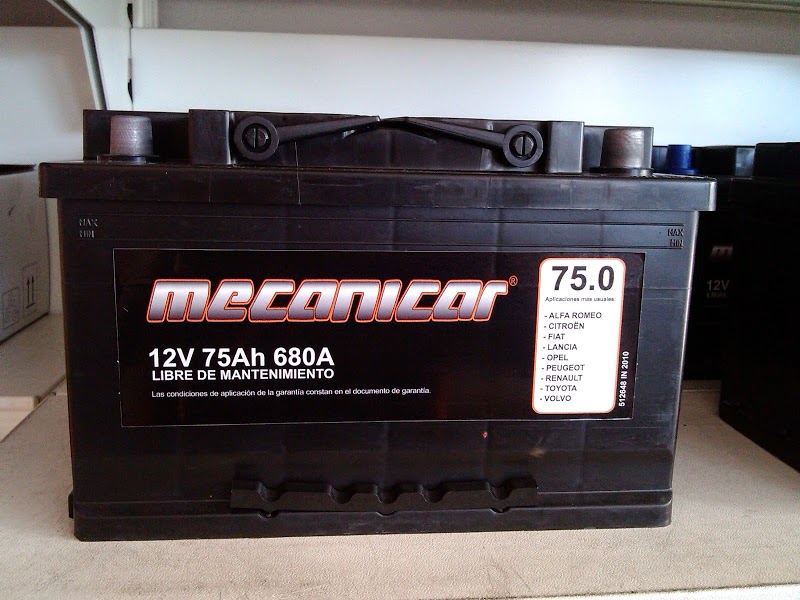 MAX
MIN
MAX
MIN
mecanicar®
12V 75Ah 680A
LIBRE DE MANTENIMIENTO
Las condiciones de aplicación de la garantía constan en el documento de garantía.
75.0
Aplicaciones más usuales:
- ALFA ROMEO
- CITROËN
- FIAT
- LANCIA
- OPEL
- PEUGEOT
- RENAULT
- TOYOTA
- VOLVO
512648 IN 2010
m
12V